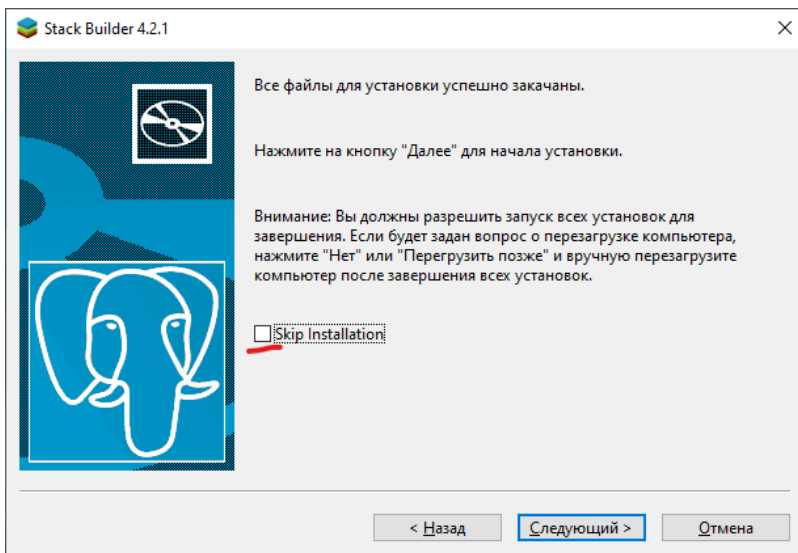 Stack Builder 4.2.1
Все файлы для установки успешно закачаны.
Нажмите на кнопку "Далее" для начала установки.
Внимание: Вы должны разрешить запуск всех установок для
завершения. Если будет задан вопрос о перезагрузке компьютера,
нажмите "Нет" или "Перегрузить позже" и вручную перезагрузите
компьютер после завершения всех установок.
Skip Installation
< Назад
Следующий >
Отмена